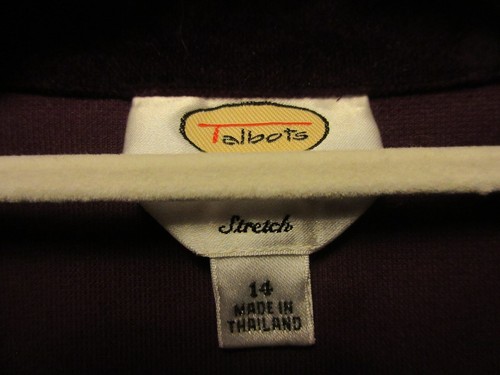 Talbots
Stretch
14
MADE IN
THAILAND